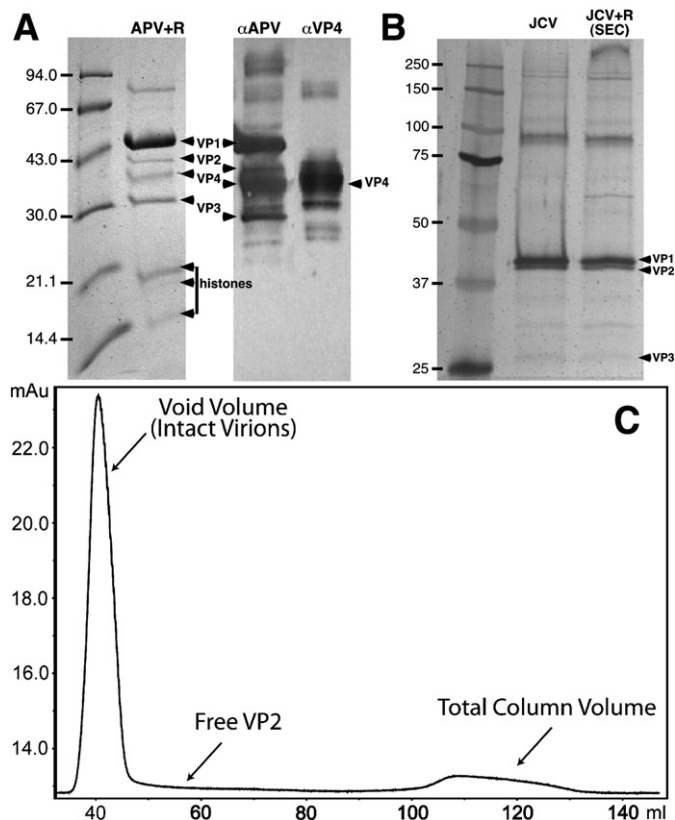 A
APV+R
αAPV
αVP4
94.0
67.0
43.0
30.0
21.1
14.4
VP1
VP2
VP4
VP3
histones
VP4
B
JCV
JCV+R
(SEC)
250
150
100
75
50
37
25
VP1
VP2
VP3
C
mAu
22.0
20.0
18.0
16.0
14.0
Void Volume
(Intact Virions)
Free VP2
Total Column Volume
40 60 80 100 120 140 ml